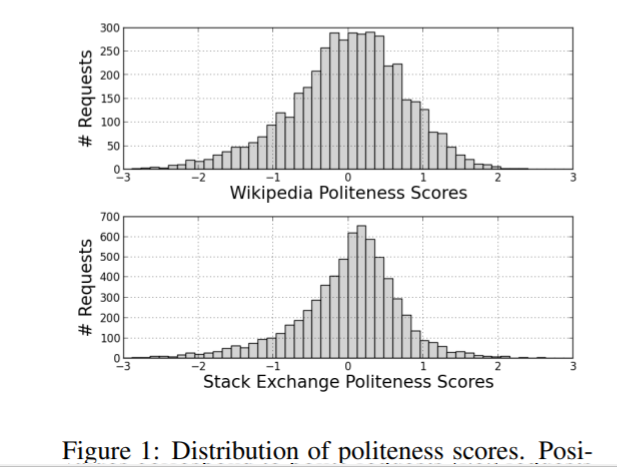 300
250
200
150
100
50
0
# Requests
−3 −2 −1 0 1 2 3
Wikipedia Politeness Scores
700
600
500
400
300
200
100
0
# Requests
−3 −2 −1 0 1 2 3
Stack Exchange Politeness Scores
Figure 1: Distribution of politeness scores. Posi-